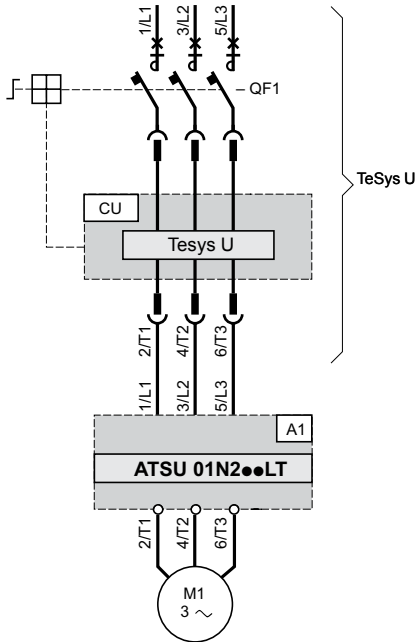 1/L1
3/L2
5/L3
QF1
TeSys U
CU
Tesys U
2/T1
4/T2
6/T3
1/L1
3/L2
5/L3
A1
ATSU 01N2●●LT
2/T1
4/T2
6/T3
M1
3 ~